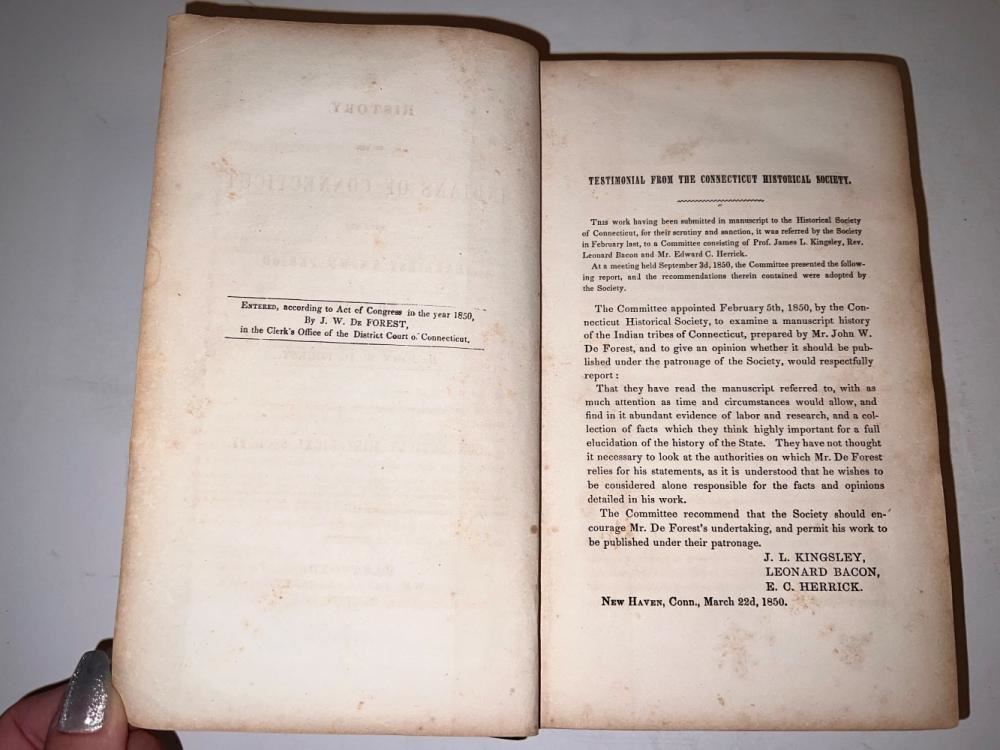 ENTERED, according to Act of Congress in the year 1850,
By J. W. DE FOREST,
in the Clerk's Office of the District Court of Connecticut.
TESTIMONIAL FROM THE CONNECTICUT HISTORICAL SOCIETY.
THIS work having been submitted in manuscript to the Historical Society
of Connecticut, for their scrutiny and sanction, it was referred by the Society
in February last, to a Committee consisting of Prof. James L. Kingsley, Rev.
Leonard Bacon and Mr. Edward C. Herrick.
At a meeting held September 3d, 1850, the Committee presented the follow-
ing report, and the recommendations therein contained were adopted by
the Society.
The Committee appointed February 5th, 1850, by the Con-
necticut Historical Society, to examine a manuscript history
of the Indian tribes of Connecticut, prepared by Mr. John W.
De Forest, and to give an opinion whether it should be pub-
lished under the patronage of the Society, would respectfully
report:
That they have read the manuscript referred to, with as
much attention as time and circumstances would allow, and
find in it abundant evidence of labor and research, and a col-
lection of facts which they think highly important for a full
elucidation of the history of the State. They have not thought
it necessary to look at the authorities on which Mr. De Forest
relies for his statements, as it is understood that he wishes to
be considered alone responsible for the facts and opinions
detailed in his work.
The Committee recommend that the Society should en-
courage Mr. De Forest's undertaking, and permit his work to
be published under their patronage.
J. L. KINGSLEY,
LEONARD BACON,
E. C. HERRICK.
NEW HAVEN, Conn., March 22d, 1850.